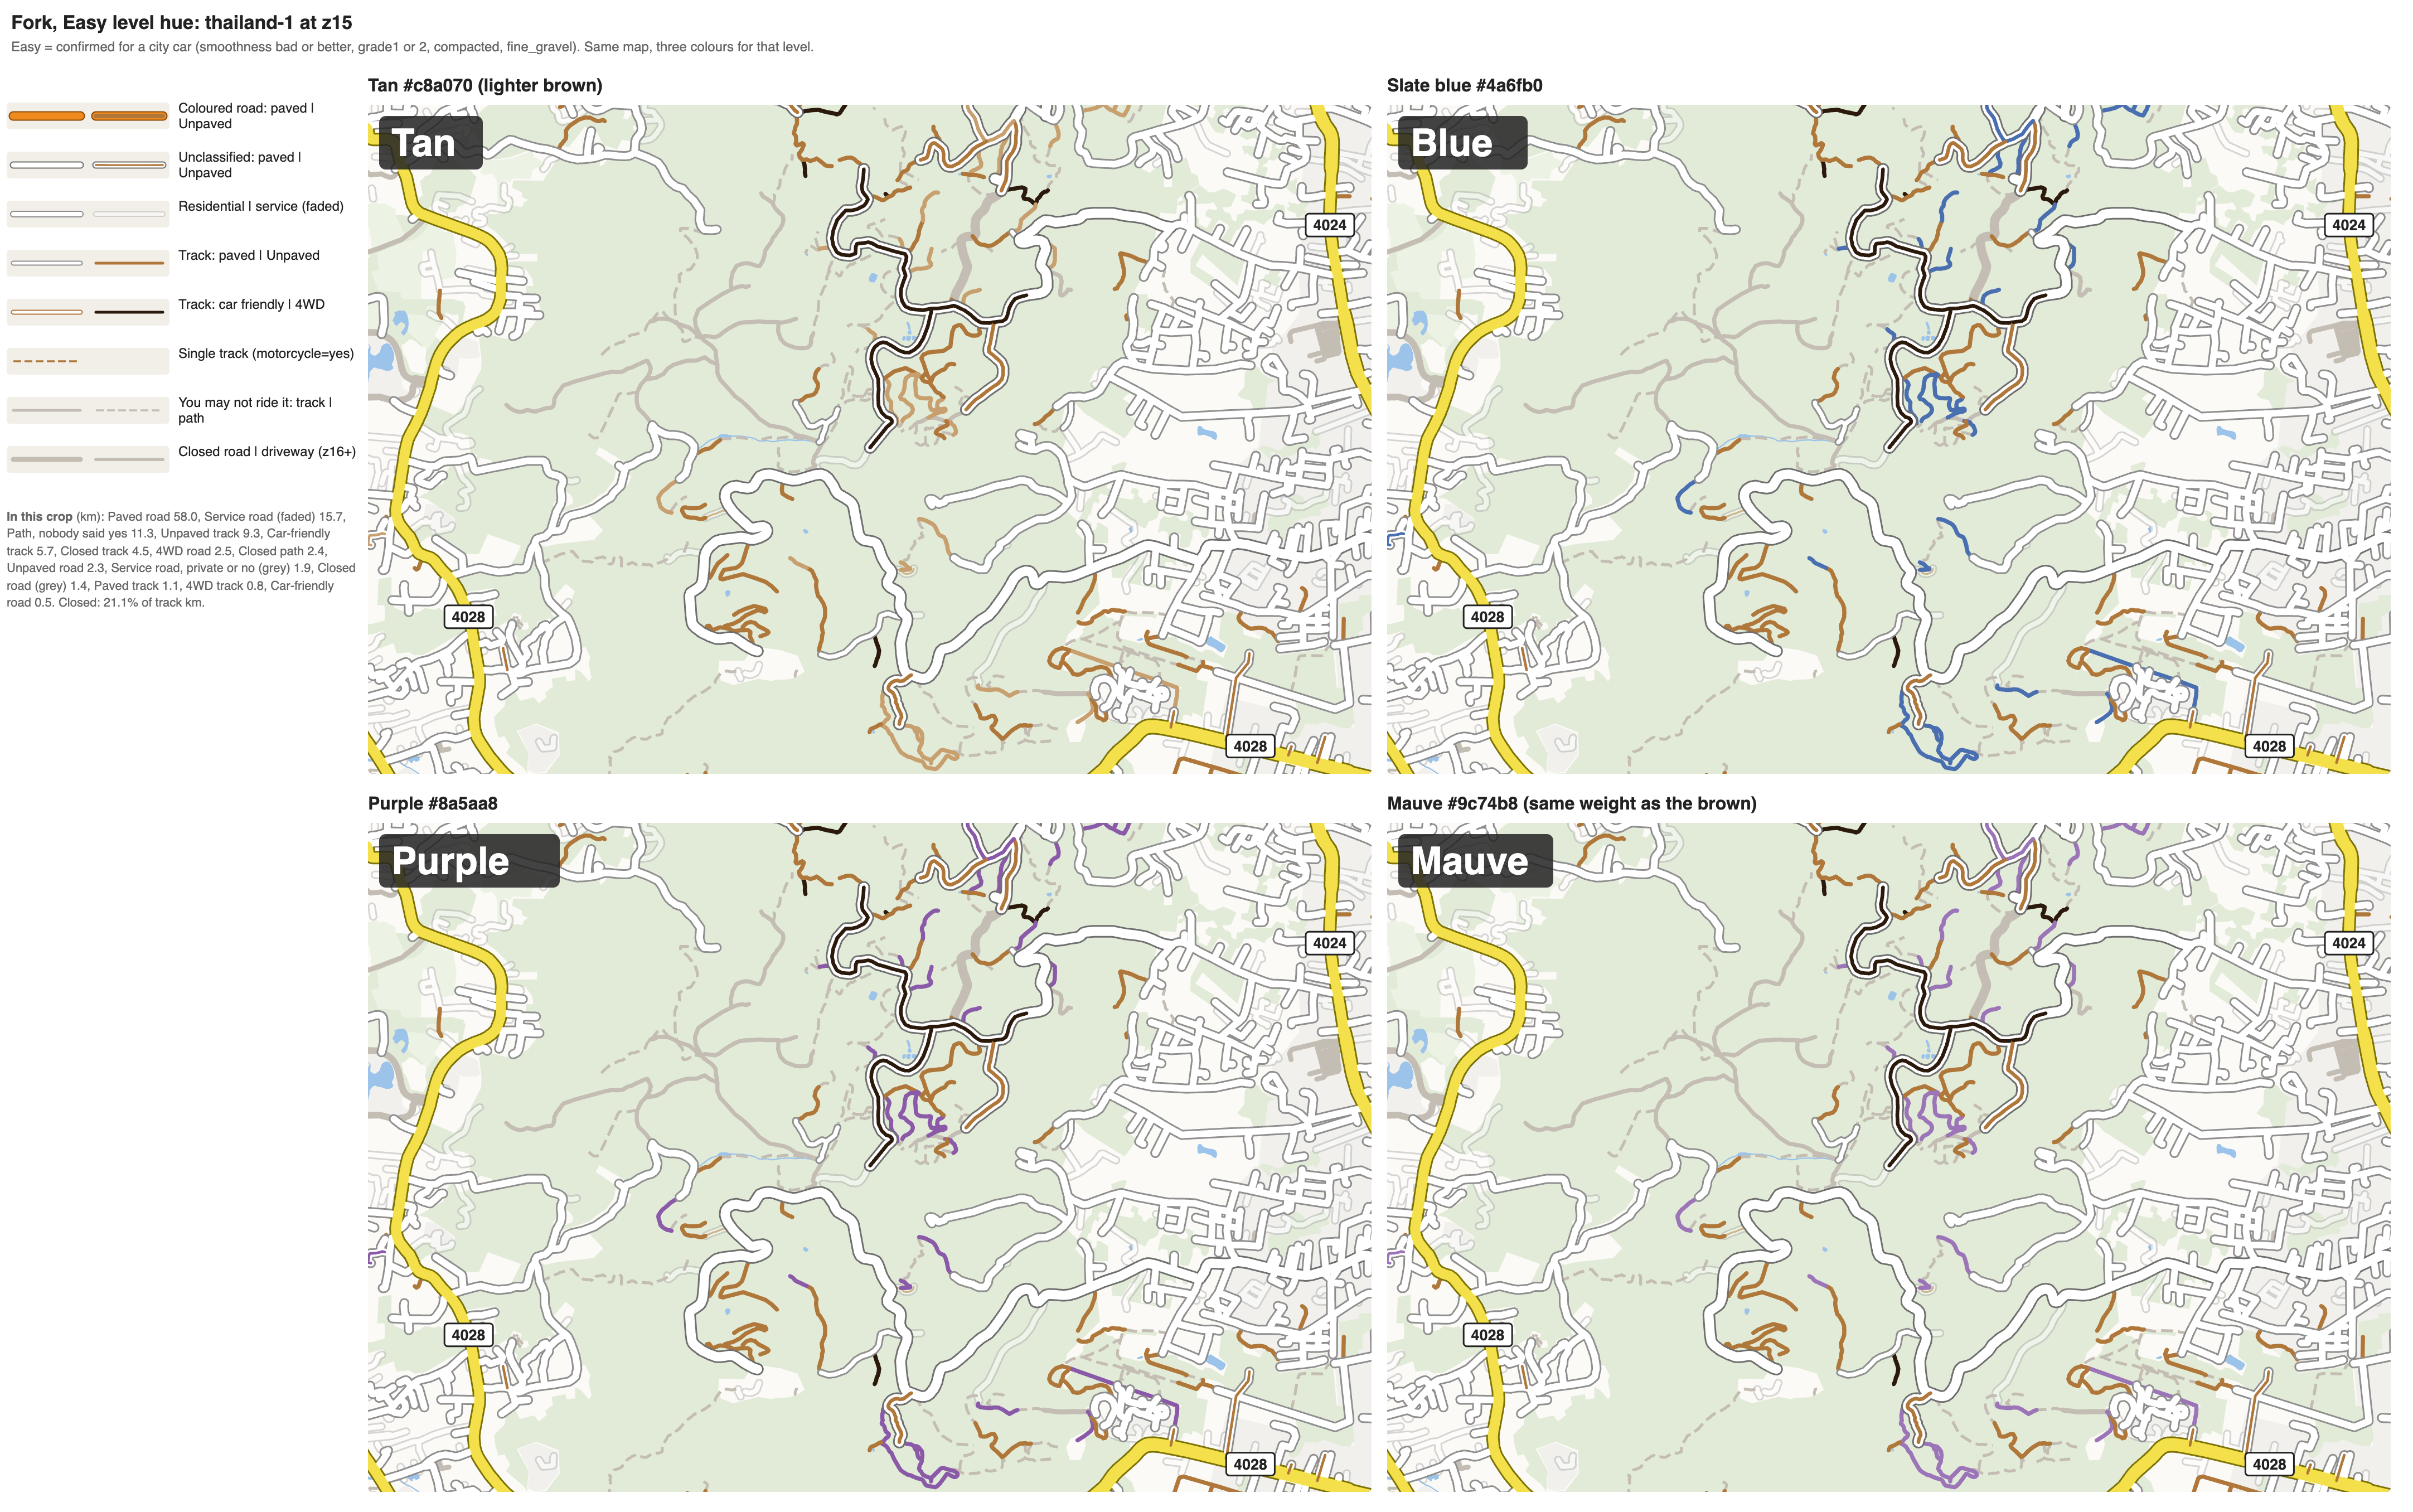 Fork, Easy level hue: thailand-1 at z15
Easy = confirmed for a city car (smoothness bad or better, grade1 or 2, compacted, fine_gravel). Same map, three colours for that level.
Coloured road: paved |
Unpaved
Unclassified: paved |
Unpaved
Residential | service (faded)
Track: paved | Unpaved
Track: car friendly | 4WD
Single track (motorcycle=yes)
You may not ride it: track |
path
Closed road | driveway (z16+)
In this crop (km): Paved road 58.0, Service road (faded) 15.7,
Path, nobody said yes 11.3, Unpaved track 9.3, Car-friendly
track 5.7, Closed track 4.5, 4WD road 2.5, Closed path 2.4,
Unpaved road 2.3, Service road, private or no (grey) 1.9, Closed
road (grey) 1.4, Paved track 1.1, 4WD track 0.8, Car-friendly
road 0.5. Closed: 21.1% of track km.
Tan #c8a070 (lighter brown)
Tan
4024
4028
4028
Slate blue #4a6fb0
Blue
4024
4028
4028
Purple #8a5aa8
Purple
4024
4028
4028
Mauve #9c74b8 (same weight as the brown)
Mauve
4024
4028
4028